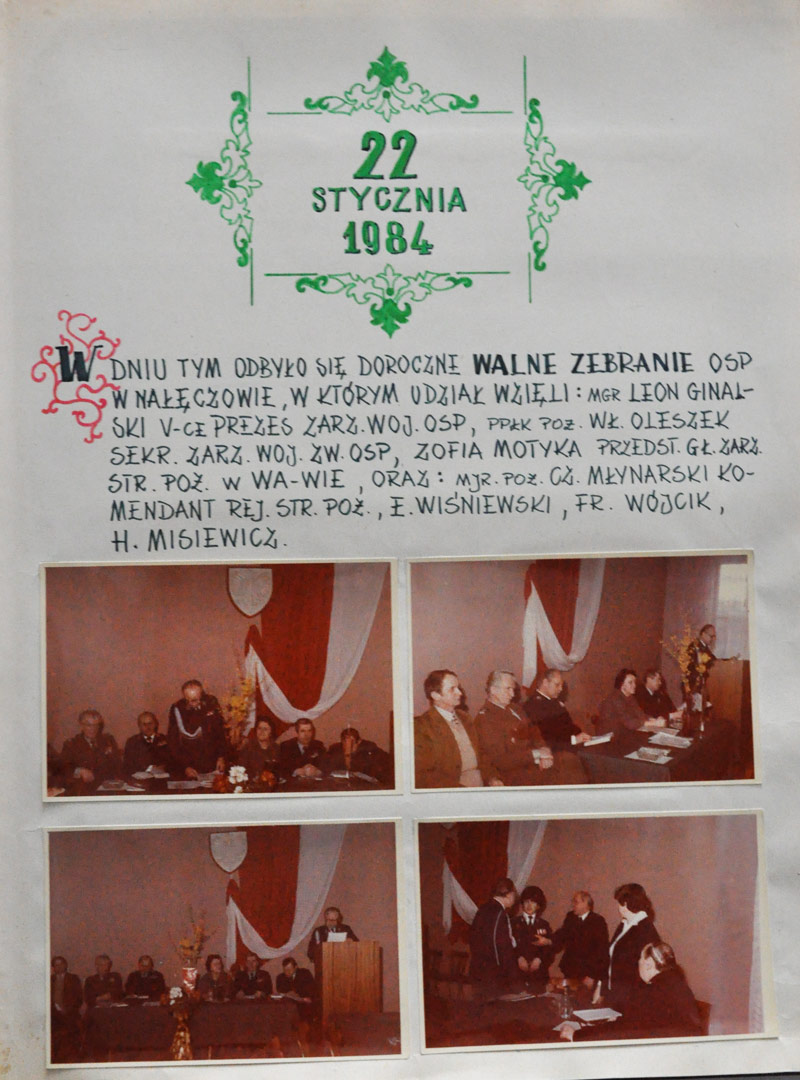 22
STYCZNIA
1984
W DNIU TYM ODBYŁO SIĘ DOROCZNE WALNE ZEBRANIE OSP
W NAŁĘCZOWIE, W KTÓRYM UDZIAŁ WZIĘLI: MGR LEON GINAL-
SKI V-CE PREZES ZARZ. WOJ. OSP, PPŁK POŻ. WŁ. OLESZEK
SEKR. ZARZ. WOJ. ZW. OSP, ZOFIA MOTYKA PRZEDST. GŁ. ZARZ.
STR. POŻ. W WA-WIE, ORAZ: MJR. POŻ. CZ. MŁYNARSKI KO-
MENDANT REJ. STR. POŻ., E. WIŚNIEWSKI, FR. WÓJCIK,
H. MISIEWICZ.